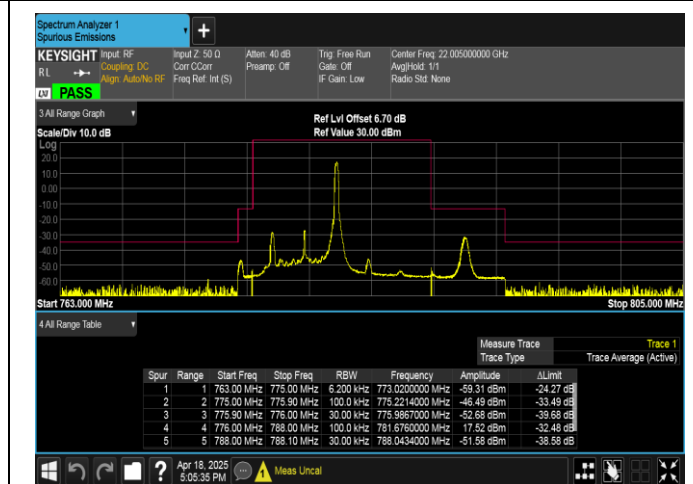 Spectrum Analyzer 1
Spurious Emissions
+
KEYSIGHT Input: RF Input Z: 50 Ω Atten: 40 dB Trig: Free Run Center Freq: 22.005000000 GHz
RL Coupling: DC Corr CCorr Preamp: Off Gate: Off Avg|Hold: 1/1
Align: Auto/No RF Freq Ref: Int (S) IF Gain: Low Radio Std: None
LXI PASS
3 All Range Graph
Ref Lvl Offset 6.70 dB
Scale/Div 10.0 dB Ref Value 30.00 dBm
Log
20.0
10.0
0.00
-10.0
-20.0
-30.0
-40.0
-50.0
-60.0
Start 763.000 MHz Stop 805.000 MHz
4 All Range Table
Measure Trace Trace 1
Trace Type Trace Average (Active)
Spur Range Start Freq Stop Freq RBW Frequency Amplitude ΔLimit
1 1 763.00 MHz 775.00 MHz 6.200 kHz 773.0200000 MHz -59.31 dBm -24.27 dB
2 2 775.00 MHz 775.90 MHz 100.0 kHz 775.2214000 MHz -46.49 dBm -33.49 dB
3 3 775.90 MHz 776.00 MHz 30.00 kHz 775.9867000 MHz -52.68 dBm -39.68 dB
4 4 776.00 MHz 788.00 MHz 100.0 kHz 781.6760000 MHz 17.52 dBm -32.48 dB
5 5 788.00 MHz 788.10 MHz 30.00 kHz 788.0434000 MHz -51.58 dBm -38.58 dB
? Apr 18, 2025
5:05:35 PM
1 Meas Uncal